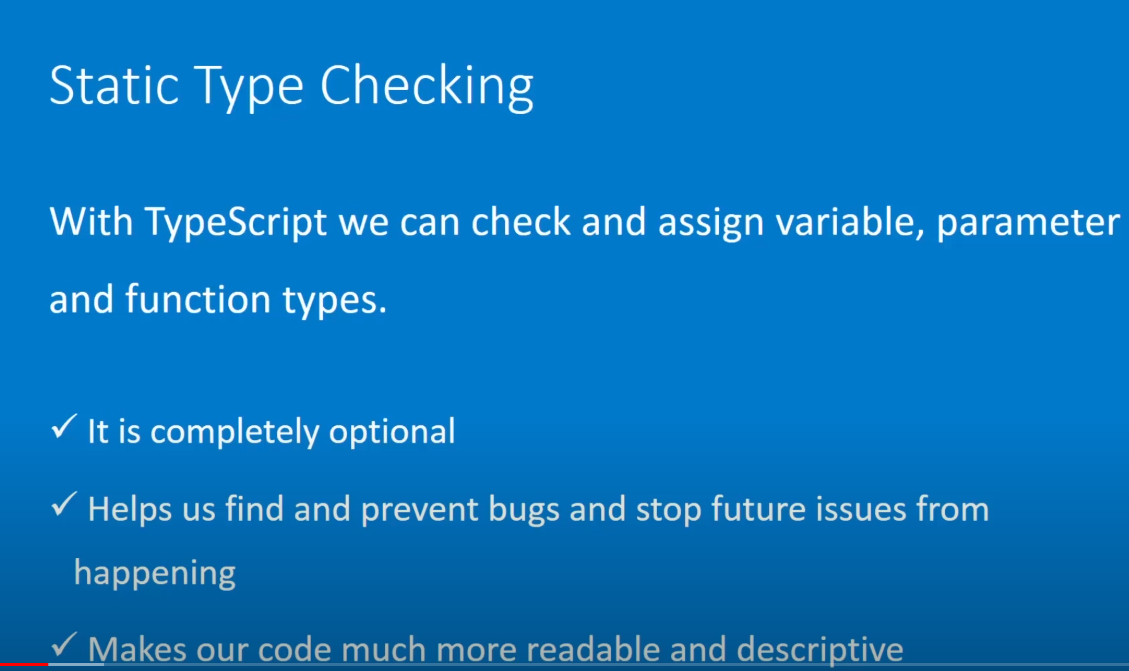 Static Type Checking
With TypeScript we can check and assign variable, parameter
and function types.
✓ It is completely optional
✓ Helps us find and prevent bugs and stop future issues from
happening
✓ Makes our code much more readable and descriptive